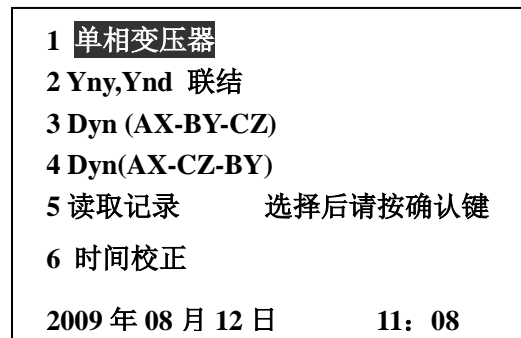 1 单相变压器
2 Yny,Ynd 联结
3 Dyn (AX-BY-CZ)
4 Dyn(AX-CZ-BY)
5 读取记录 选择后请按确认键
6 时间校正
2009 年 08 月 12 日 11：08